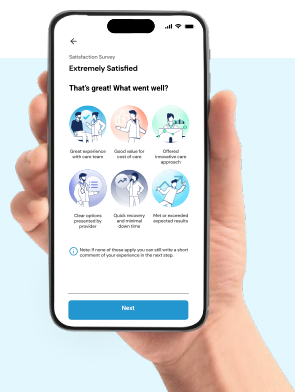 Satisfaction Survey
Extremely Satisfied
That's great! What went well?
Great experience
with care team
Good value for
cost of care
Offered
innovative care
approach
Clear options
presented by
provider
Quick recovery
and minimal
down time
Met or exceeded
expected results
Note: If none of these apply you can still write a short
comment of your experience in the next step.
Next